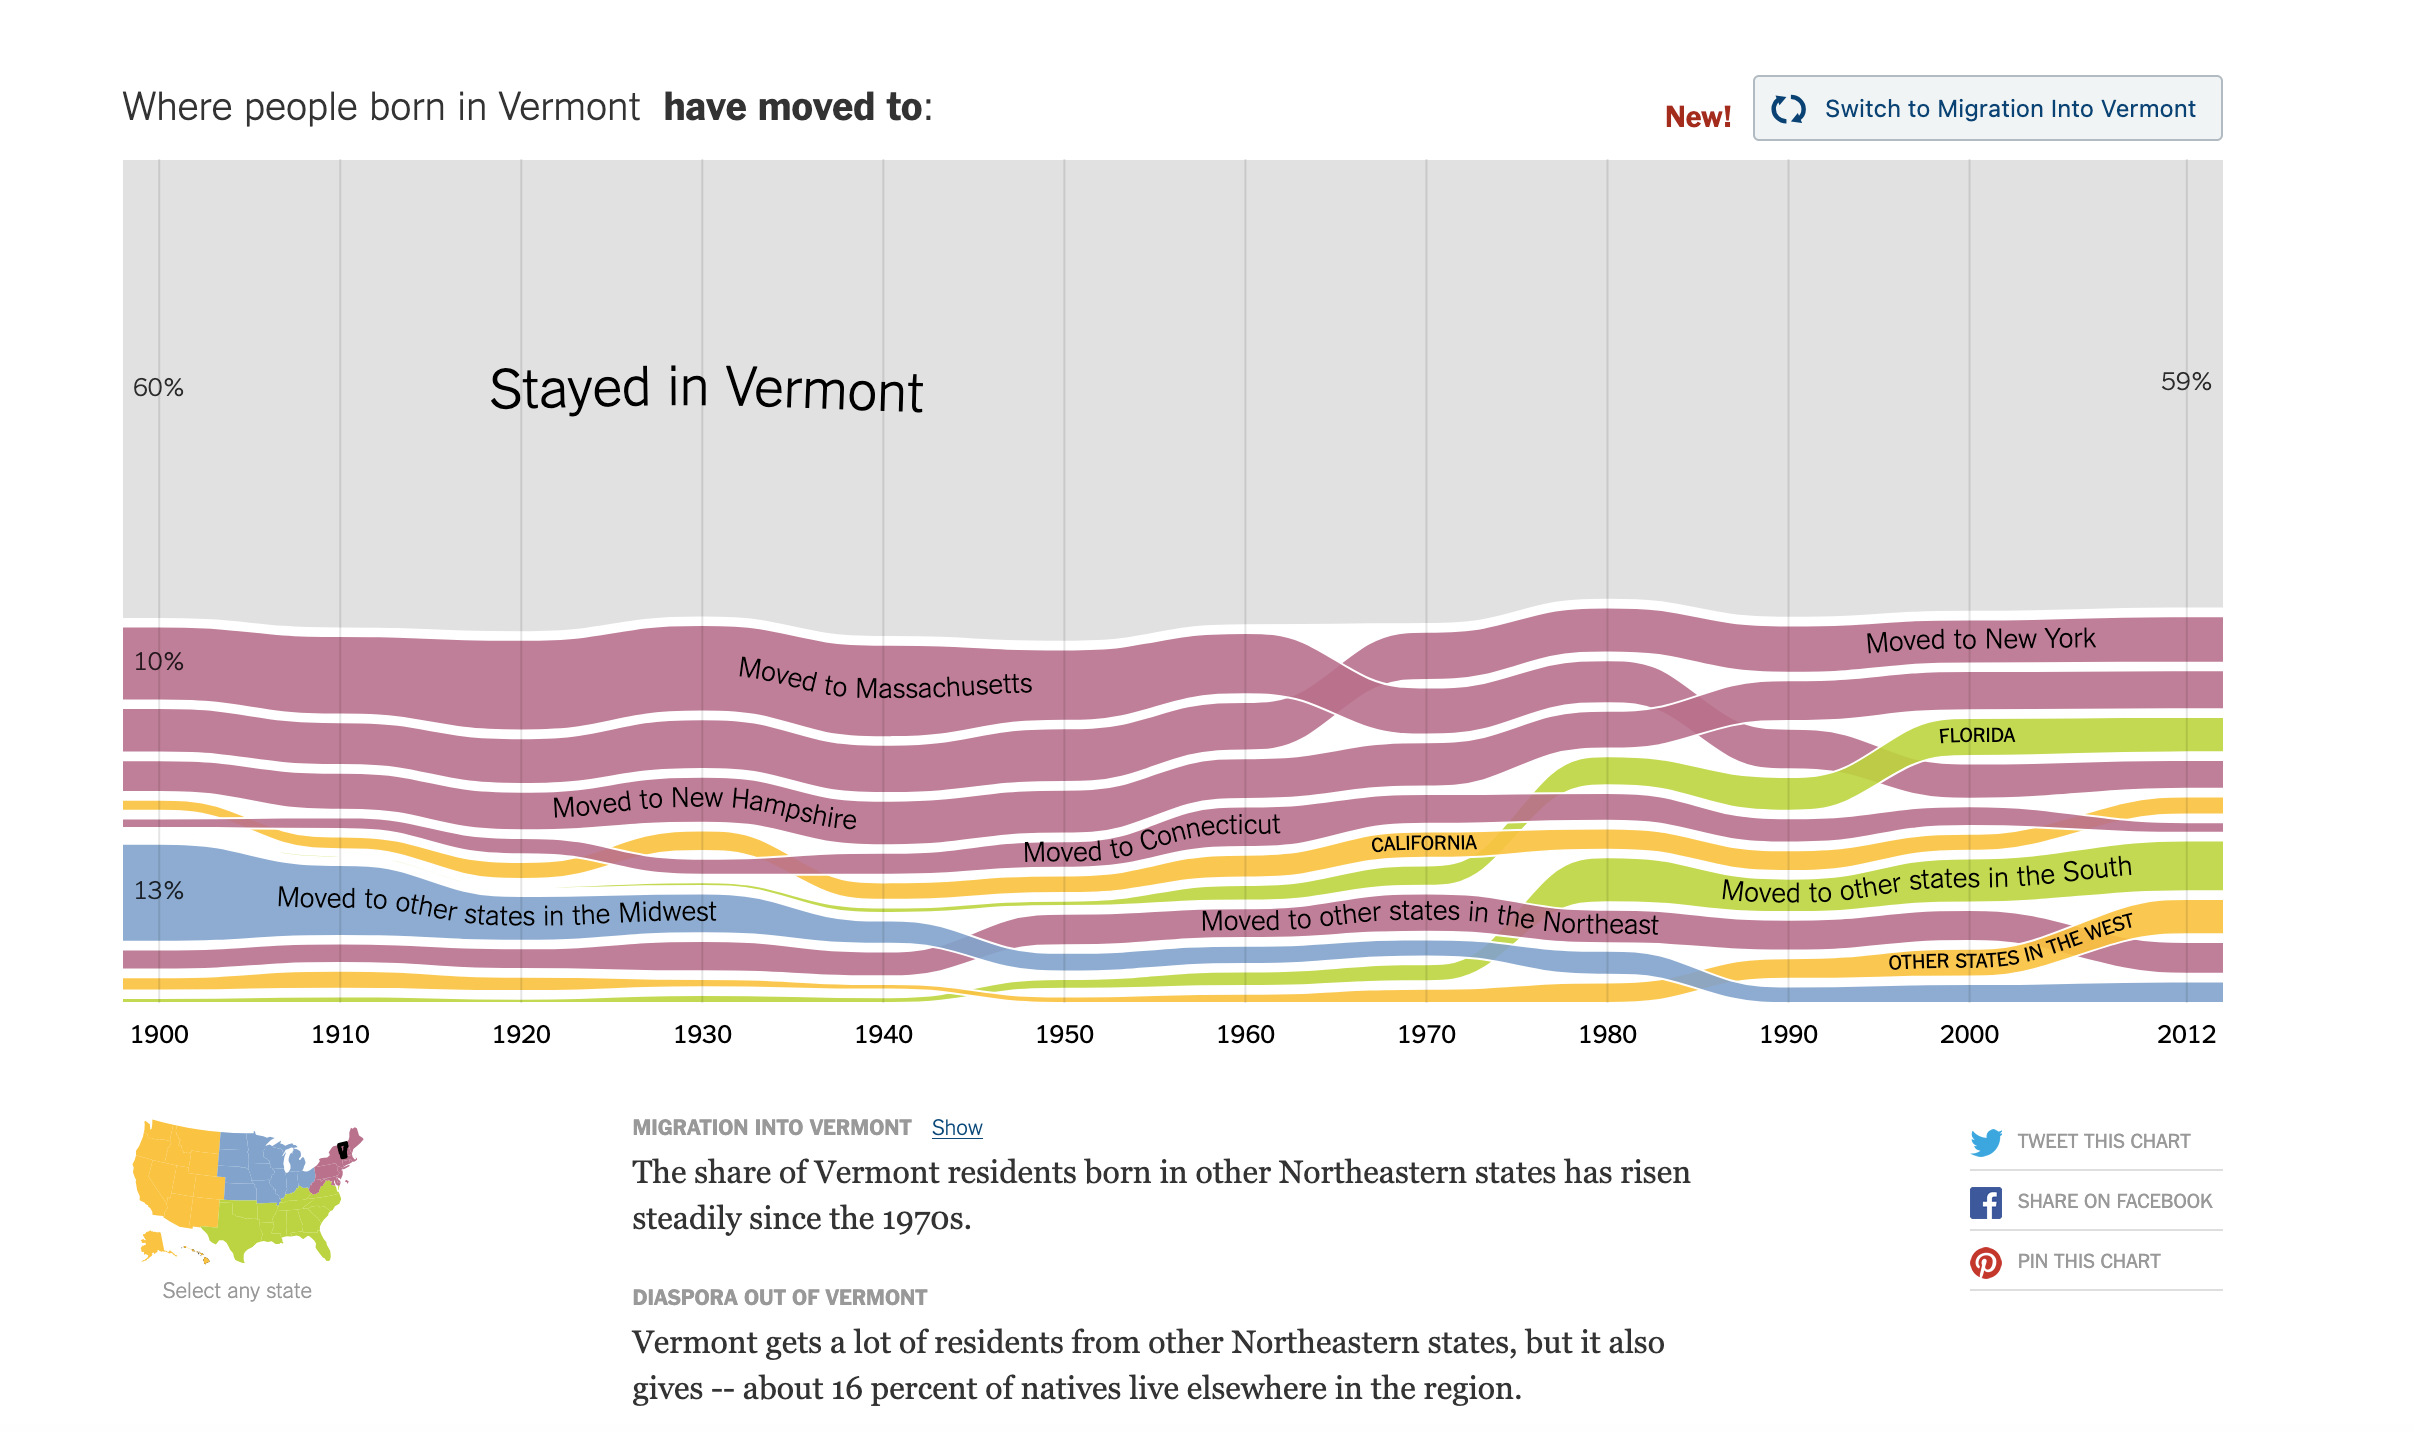 Where people born in Vermont have moved to:
New!
Switch to Migration Into Vermont
60%
Stayed in Vermont
59%
10%
Moved to Massachusetts
Moved to New York
FLORIDA
Moved to New Hampshire
Moved to Connecticut
CALIFORNIA
13%
Moved to other states in the Midwest
Moved to other states in the South
Moved to other states in the Northeast
OTHER STATES IN THE WEST
1900 1910 1920 1930 1940 1950 1960 1970 1980 1990 2000 2012
Select any state
MIGRATION INTO VERMONT Show
The share of Vermont residents born in other Northeastern states has risen
steadily since the 1970s.
DIASPORA OUT OF VERMONT
Vermont gets a lot of residents from other Northeastern states, but it also
gives -- about 16 percent of natives live elsewhere in the region.
TWEET THIS CHART
SHARE ON FACEBOOK
PIN THIS CHART